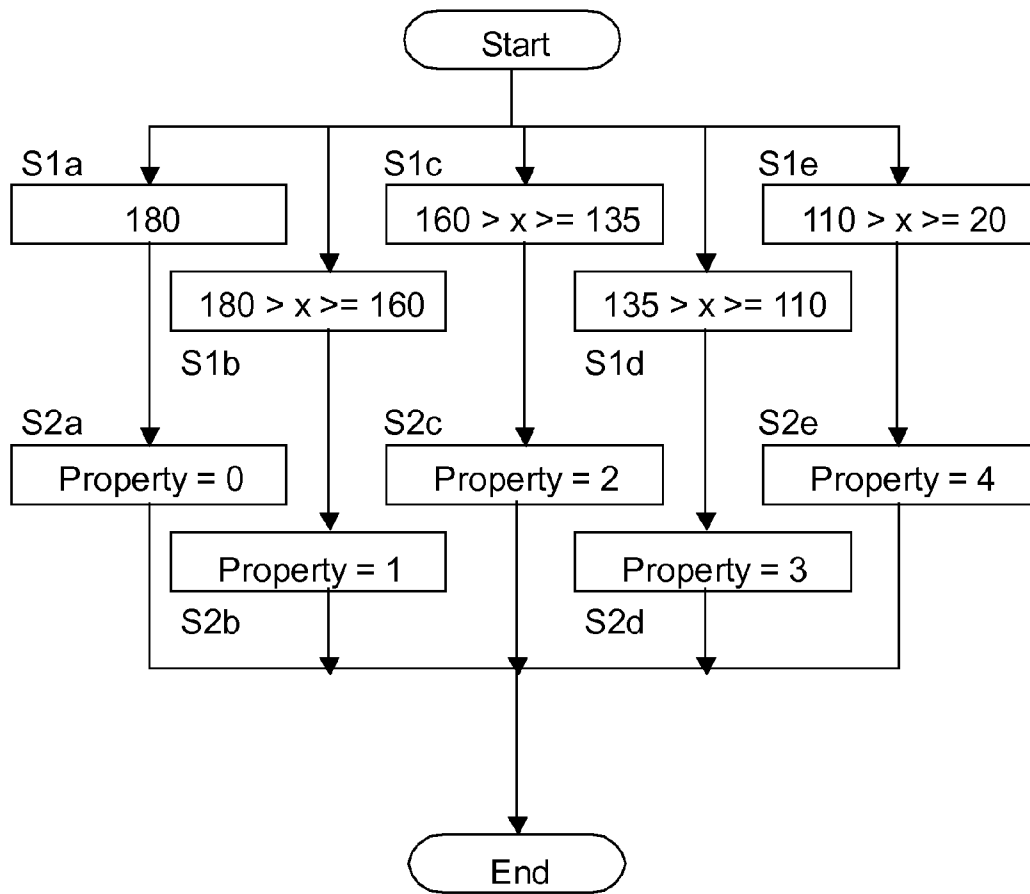 Start
S1a
S1c
S1e
180
160 > x >= 135
110 > x >= 20
180 > x >= 160
135 > x >= 110
S1b
S1d
S2a
S2c
S2e
Property = 0
Property = 2
Property = 4
Property = 1
Property = 3
S2b
S2d
End